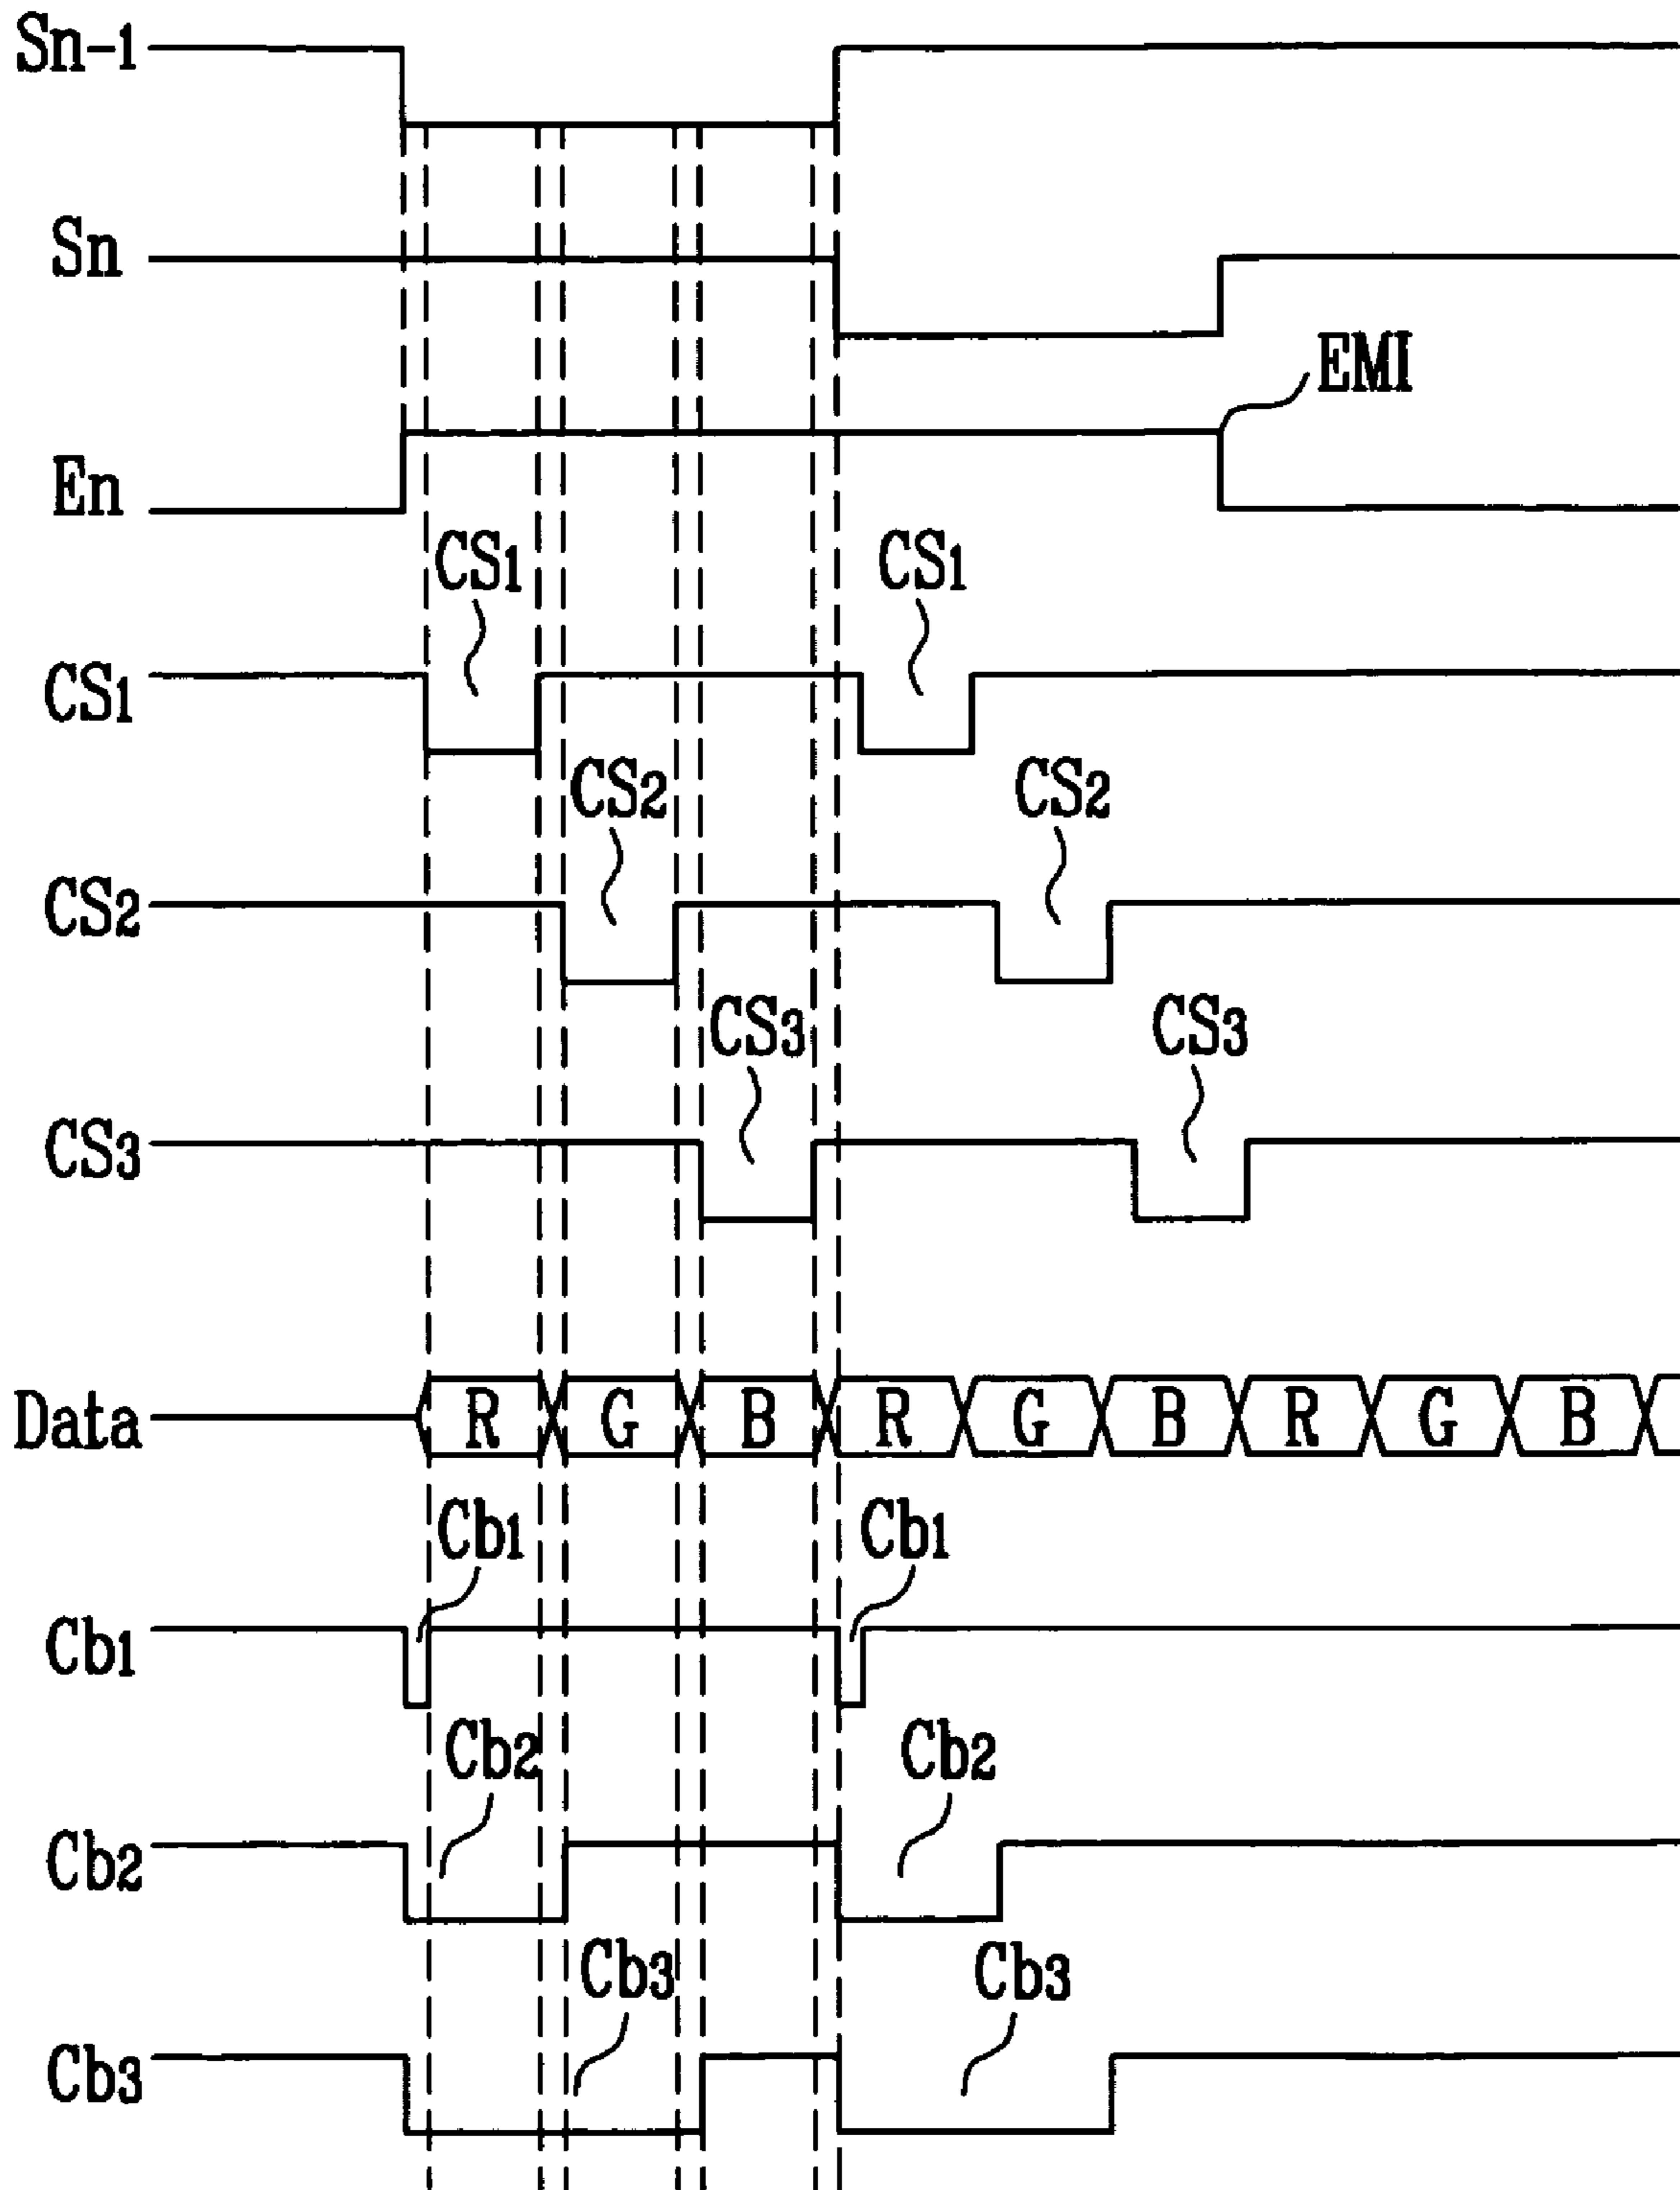 Sn-1
Sn
EMI
En
CS1 CS1
CS1
CS2 CS2
CS2
CS3 CS3
CS3
Data R G B R G B R G B
Cb1 Cb1
Cb1
Cb2 Cb2
Cb2
Cb3 Cb3
Cb3